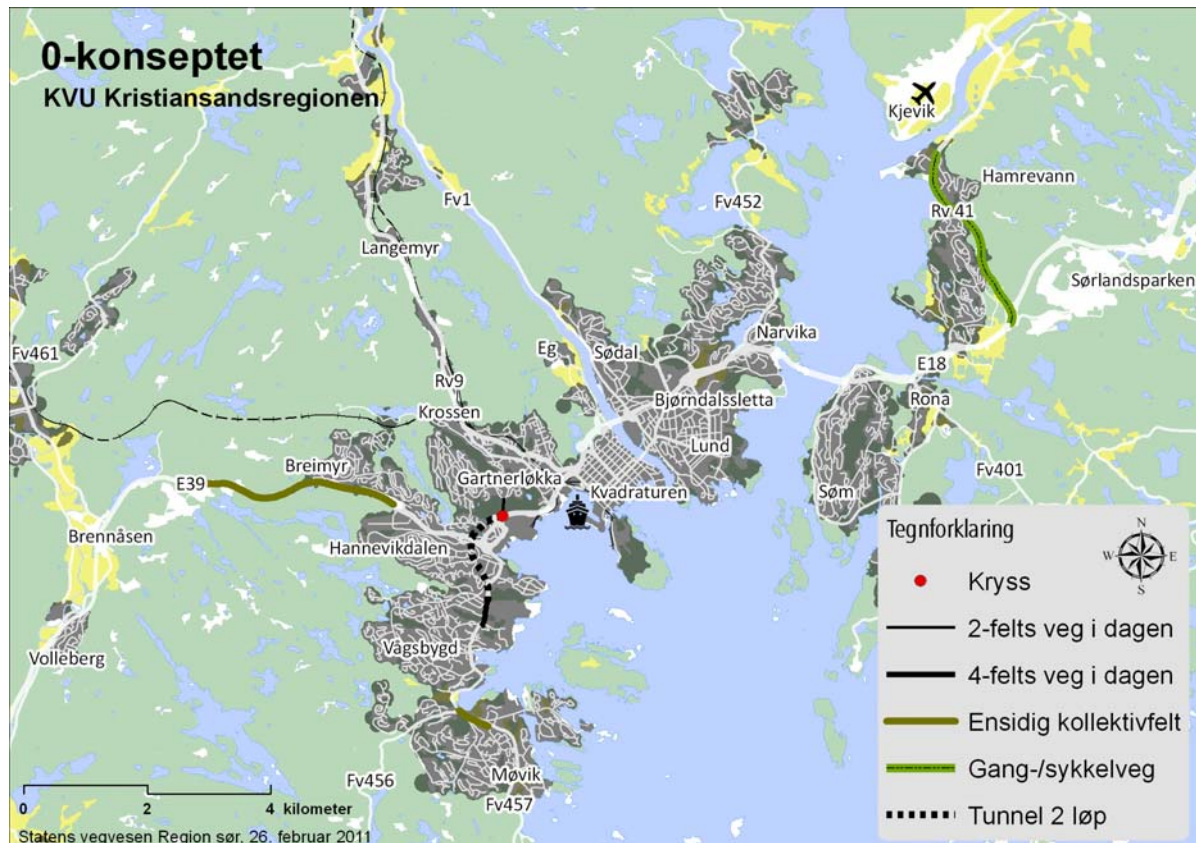 0-konseptet
KVU Kristiansandsregionen
Kjevik
Hamrevann
Fv1
Fv452
Rv 41
Langemyr
Sørlandsparken
Narvika
Fv461
Eg
Sødal
E18
Rv9
Bjørndalssletta
Rona
Krossen
Lund
Breimyr
Gartnerløkka
Fv401
E39
Kvadraturen
Søm
Brennåsen
Hannevikdalen
Vågsbygd
Volleberg
Møvik
Fv456
Fv457
Tegnforklaring
N
W
E
S
Kryss
2-felts veg i dagen
4-felts veg i dagen
Ensidig kollektivfelt
Gang-/sykkelveg
Tunnel 2 løp
0 2 4 kilometer
Statens vegvesen Region sør, 26. februar 2011